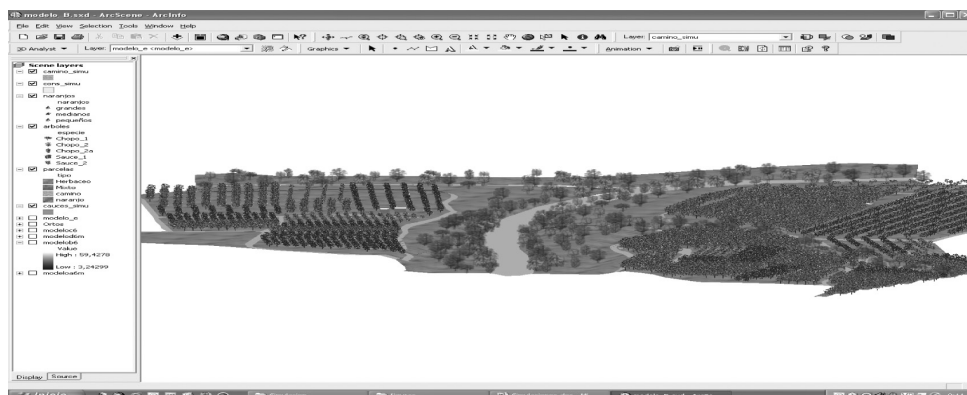 modelo_B.sxd - ArcScene - ArcInfo
File Edit View Selection Tools Window Help
Layer: camino_simu
3D Analyst Layer: modelo_e <modelo_e> Graphics Animation
Scene layers
camino_simu
cons_simu
naranjos
naranjos
grandes
medianos
pequeños
arboles
especie
Chopo_1
Chopo_2
Chopo_2a
Sauce_1
Sauce_2
parcelas
tipo
Herbaceo
Mixto
camino
naranjo
cauces_simu
modelo_e
Ortos
modeloc6
modelod6m
modelob6
Value
High : 59,4278
Low : 3,24299
modeloa6m
Display Source